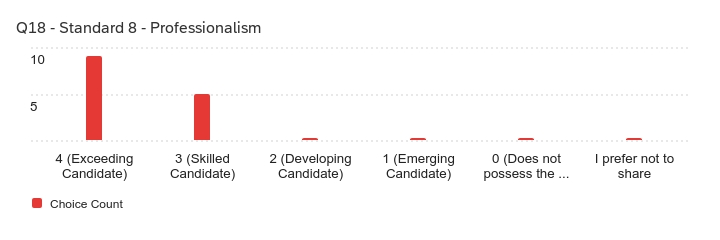 Q18 - Standard 8 - Professionalism
10
5
4 (Exceeding Candidate)
3 (Skilled Candidate)
2 (Developing Candidate)
1 (Emerging Candidate)
0 (Does not possess the ...
I prefer not to share
Choice Count